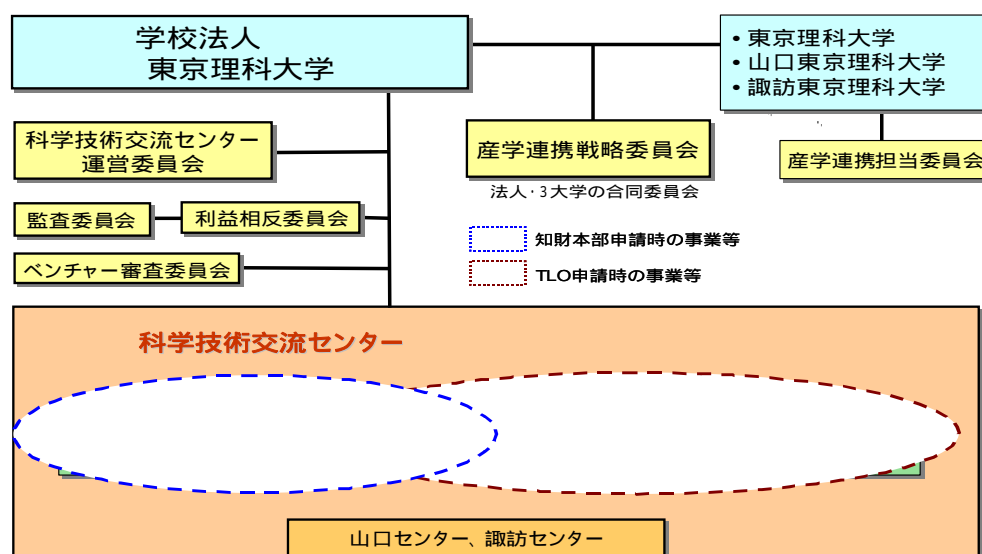 学校法人
東京理科大学
• 東京理科大学
• 山口東京理科大学
• 諏訪東京理科大学
科学技術交流センター
運営委員会
産学連携戦略委員会
産学連携担当委員会
法人・3大学の合同委員会
監査委員会
利益相反委員会
知財本部申請時の事業等
ベンチャー審査委員会
TLO申請時の事業等
科学技術交流センター
山口センター、諏訪センター